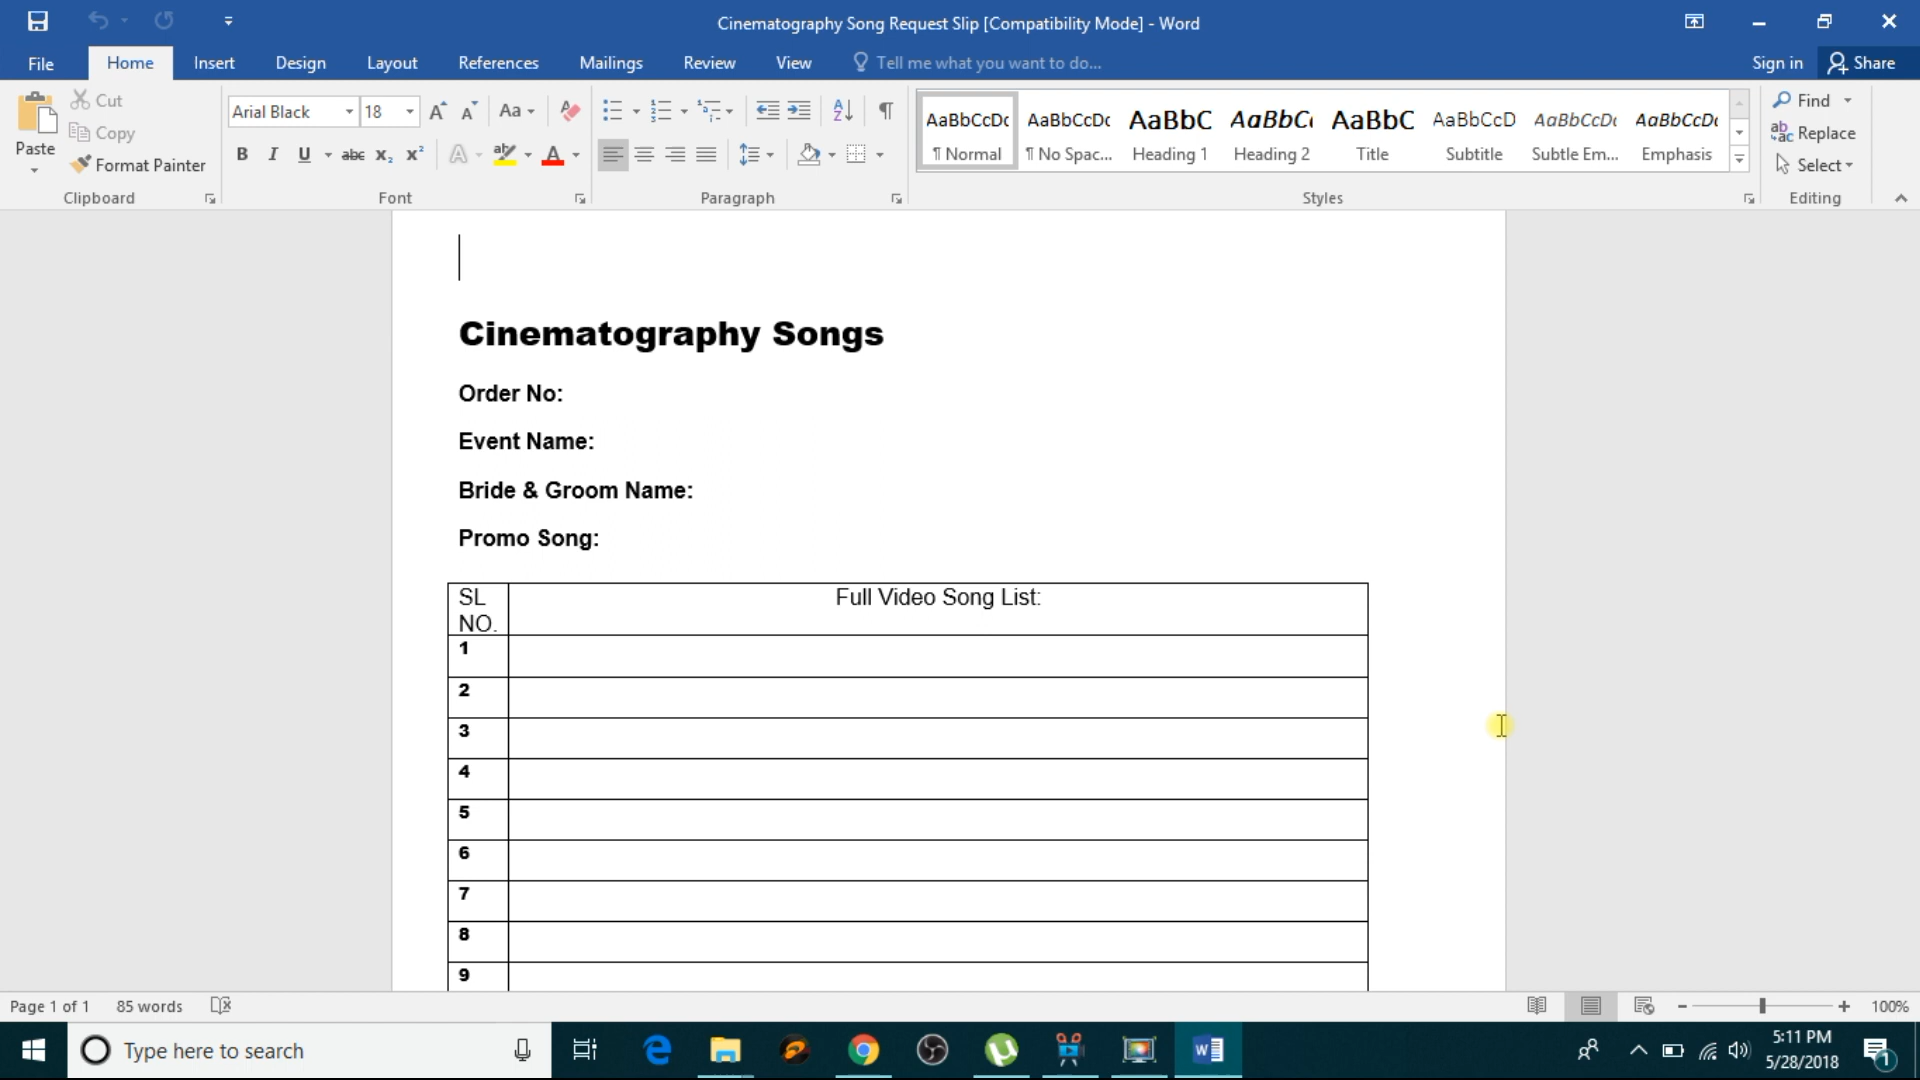 Cinematography Song Request Slip [Compatibility Mode] - Word
File Home Insert Design Layout References Mailings Review View Tell me what you want to do... Sign in Share
Paste Cut Copy Format Painter
Clipboard
Arial Black 18 Aa
B I U abc x₂ x² A ab A
Font
Paragraph
AaBbCcDc AaBbCcDc AaBbC AaBbC AaBbC AaBbCcD AaBbCcDc AaBbCcDc
¶ Normal ¶ No Spac... Heading 1 Heading 2 Title Subtitle Subtle Em... Emphasis
Styles
Find
Replace
Select
Editing
Cinematography Songs
Order No:
Event Name:
Bride & Groom Name:
Promo Song:
SL NO. Full Video Song List:
1
2
3
4
5
6
7
8
9
Page 1 of 1 85 words 100%
Type here to search
5:11 PM
5/28/2018
1